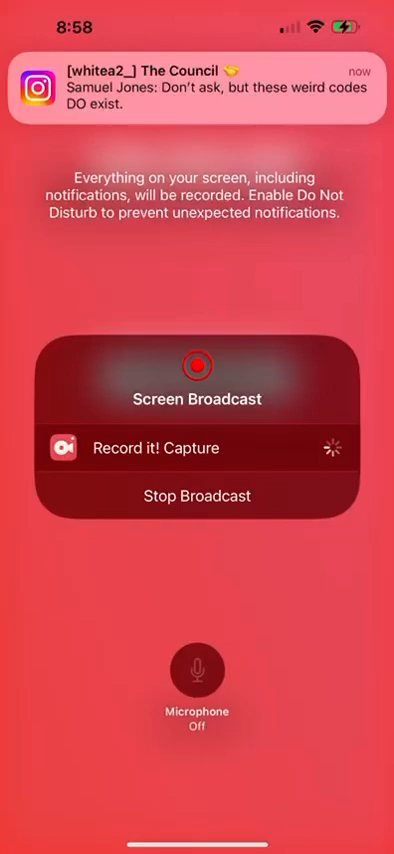 8:58
[whitea2_] The Council 🤝
now
Samuel Jones: Don't ask, but these weird codes
DO exist.
Everything on your screen, including
notifications, will be recorded. Enable Do Not
Disturb to prevent unexpected notifications.
Screen Broadcast
Record it! Capture
Stop Broadcast
Microphone
Off